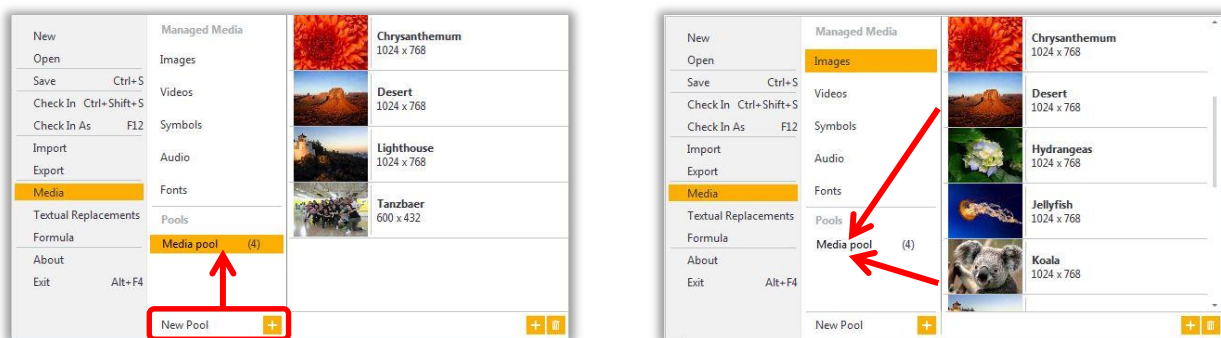 New
Open
Save Ctrl+S
Check In Ctrl+Shift+S
Check In As F12
Import
Export
Media
Textual Replacements
Formula
About
Exit Alt+F4
Managed Media
Images
Videos
Symbols
Audio
Fonts
Pools
Media pool (4)
New Pool
Chrysanthemum
1024 x 768
Desert
1024 x 768
Lighthouse
1024 x 768
Tanzbaer
600 x 432
New
Open
Save Ctrl+S
Check In Ctrl+Shift+S
Check In As F12
Import
Export
Media
Textual Replacements
Formula
About
Exit Alt+F4
Managed Media
Images
Videos
Symbols
Audio
Fonts
Pools
Media pool (4)
New Pool
Chrysanthemum
1024 x 768
Desert
1024 x 768
Hydrangeas
1024 x 768
Jellyfish
1024 x 768
Koala
1024 x 768